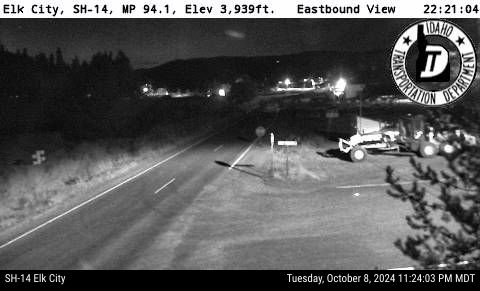 Elk City, SH-14, MP 94.1, Elev 3,939ft. Eastbound View 22:21:04
IDAHO
TRANSPORTATION DEPARTMENT
SH-14 Elk City Tuesday, October 8, 2024 11:24:03 PM MDT